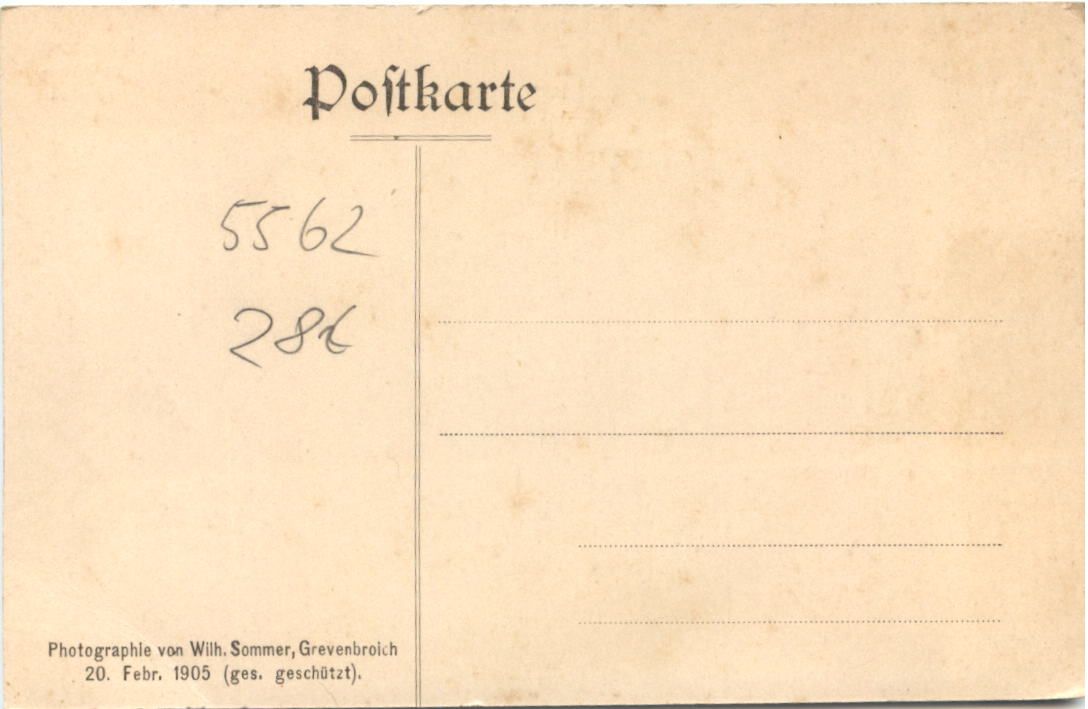 Poſtkarte
5562
28€
Photographie von Wilh. Sommer, Grevenbroich
20. Febr. 1905 (ges. geschützt).